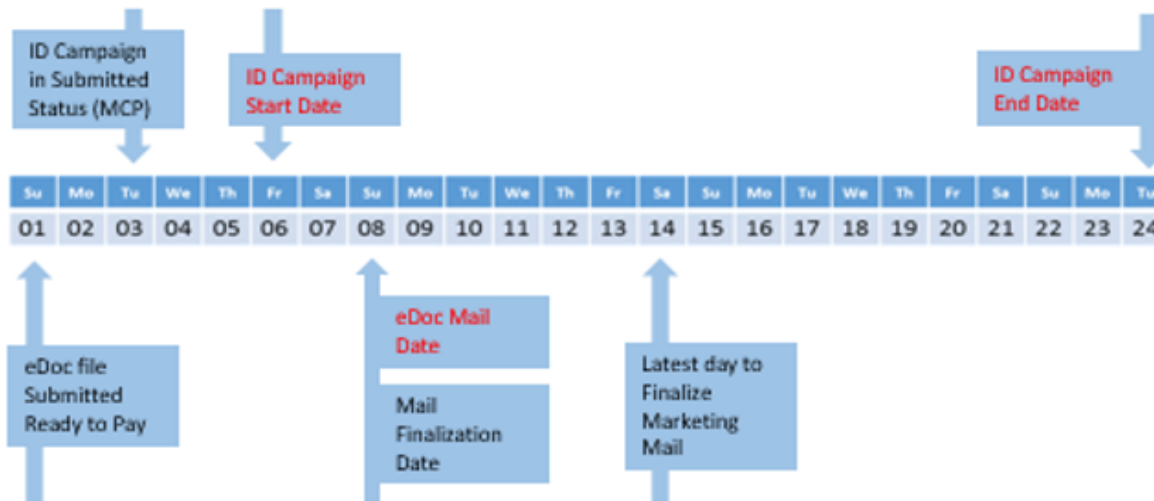 ID Campaign
in Submitted
Status (MCP)
ID Campaign
Start Date
ID Campaign
End Date
Su Mo Tu We Th Fr Sa Su Mo Tu We Th Fr Sa Su Mo Tu We Th Fr Sa Su Mo Tu
01 02 03 04 05 06 07 08 09 10 11 12 13 14 15 16 17 18 19 20 21 22 23 24
eDoc file
Submitted
Ready to Pay
eDoc Mail
Date
Mail
Finalization
Date
Latest day to
Finalize
Marketing
Mail